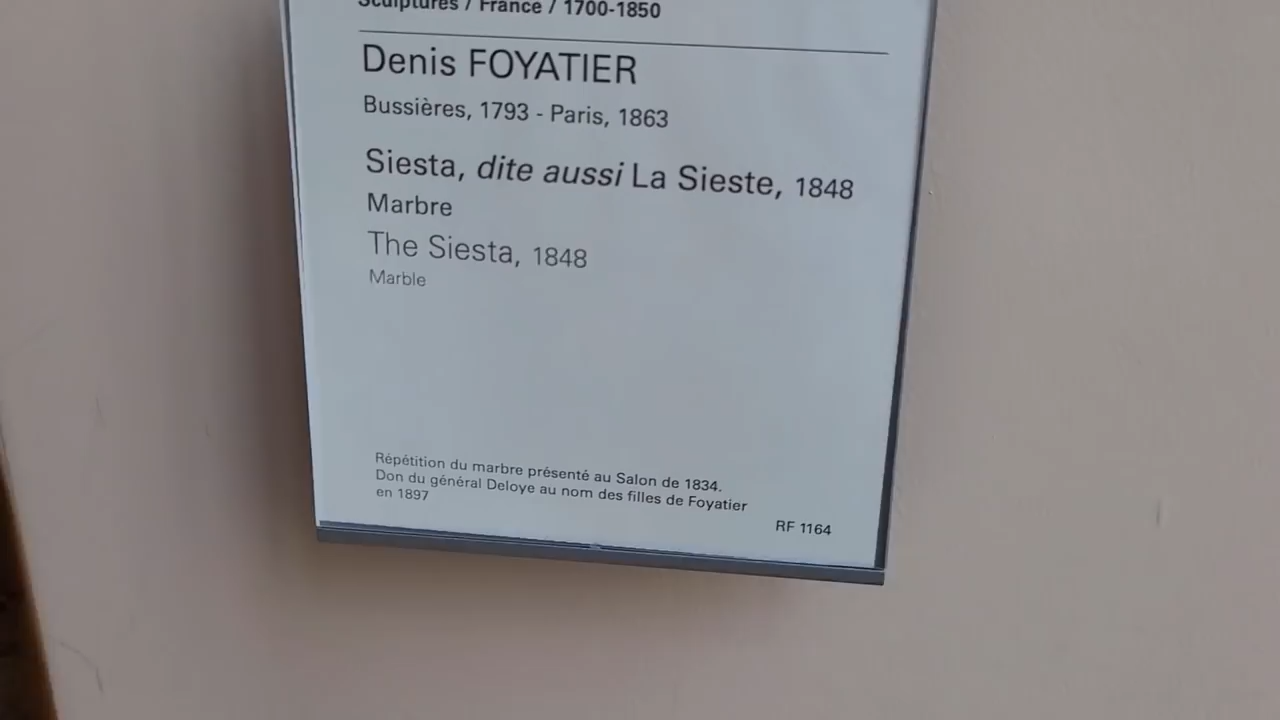 Sculptures / France / 1700-1850
Denis FOYATIER
Bussières, 1793 - Paris, 1863
Siesta, dite aussi La Sieste, 1848
Marbre
The Siesta, 1848
Marble
Répétition du marbre présenté au Salon de 1834.
Don du général Deloye au nom des filles de Foyatier
en 1897
RF 1164